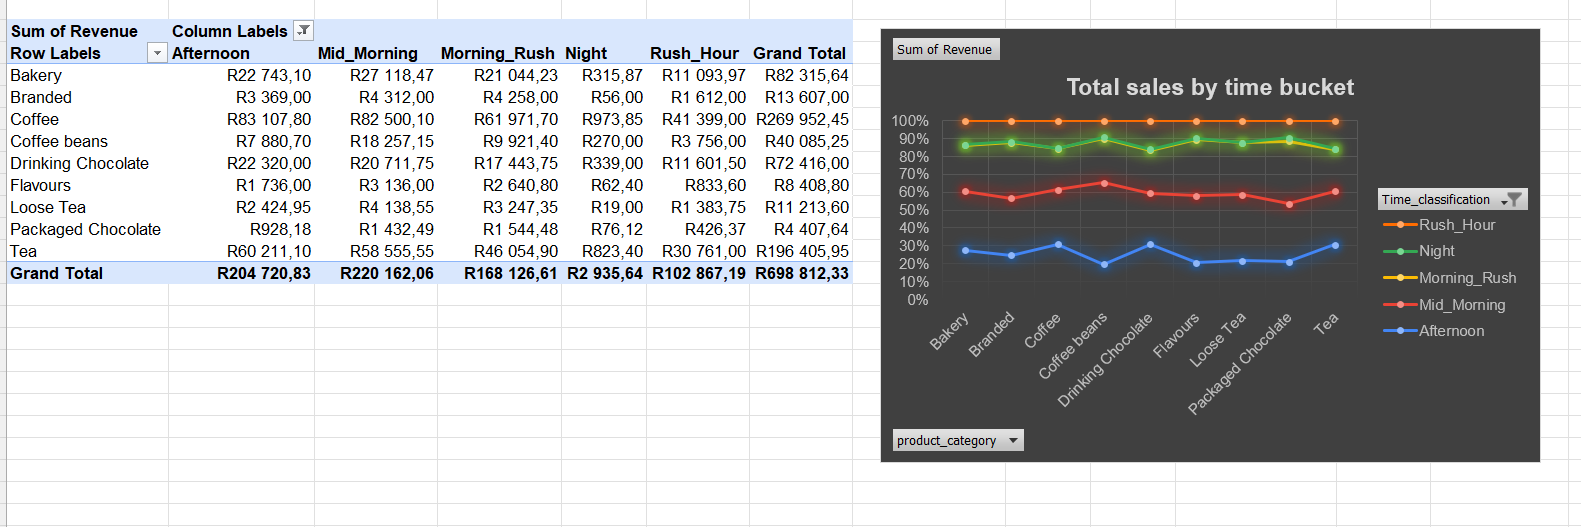 Sum of Revenue Column Labels
Row Labels Afternoon Mid_Morning Morning_Rush Night Rush_Hour Grand Total
Bakery R22 743,10 R27 118,47 R21 044,23 R315,87 R11 093,97 R82 315,64
Branded R3 369,00 R4 312,00 R4 258,00 R56,00 R1 612,00 R13 607,00
Coffee R83 107,80 R82 500,10 R61 971,70 R973,85 R41 399,00 R269 952,45
Coffee beans R7 880,70 R18 257,15 R9 921,40 R270,00 R3 756,00 R40 085,25
Drinking Chocolate R22 320,00 R20 711,75 R17 443,75 R339,00 R11 601,50 R72 416,00
Flavours R1 736,00 R3 136,00 R2 640,80 R62,40 R833,60 R8 408,80
Loose Tea R2 424,95 R4 138,55 R3 247,35 R19,00 R1 383,75 R11 213,60
Packaged Chocolate R928,18 R1 432,49 R1 544,48 R76,12 R426,37 R4 407,64
Tea R60 211,10 R58 555,55 R46 054,90 R823,40 R30 761,00 R196 405,95
Grand Total R204 720,83 R220 162,06 R168 126,61 R2 935,64 R102 867,19 R698 812,33
Sum of Revenue
Total sales by time bucket
100%
90%
80%
70%
60%
50%
40%
30%
20%
10%
0%
Bakery
Branded
Coffee
Coffee beans
Drinking Chocolate
Flavours
Loose Tea
Packaged Chocolate
Tea
Time_classification
Rush_Hour
Night
Morning_Rush
Mid_Morning
Afternoon
product_category